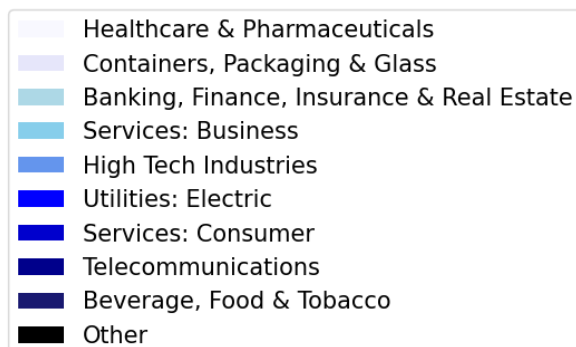 Healthcare & Pharmaceuticals
Containers, Packaging & Glass
Banking, Finance, Insurance & Real Estate
Services: Business
High Tech Industries
Utilities: Electric
Services: Consumer
Telecommunications
Beverage, Food & Tobacco
Other